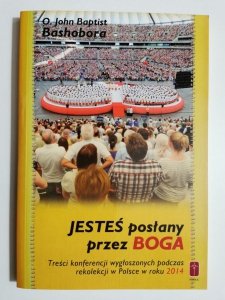 O. John Baptist
Bashobora
JESTEŚ posłany
przez BOGA
Treści konferencji wygłoszonych podczas
rekolekcji w Polsce w roku 2014